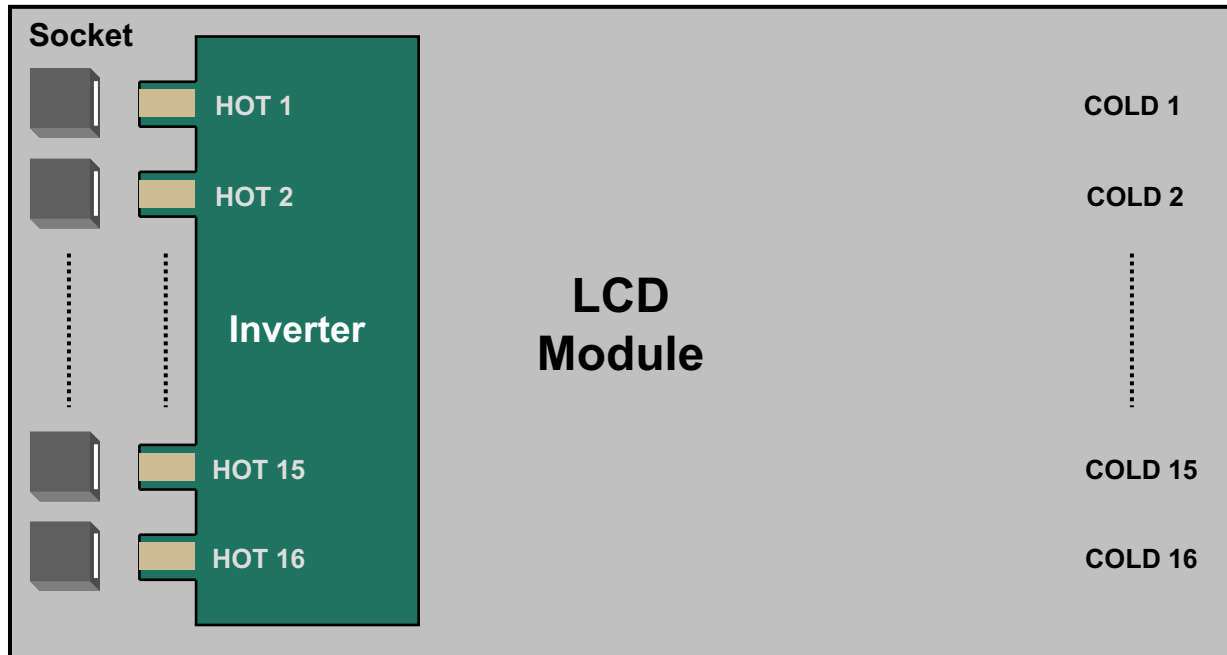 Socket
HOT 1
COLD 1
HOT 2
COLD 2
Inverter
LCD
Module
HOT 15
COLD 15
HOT 16
COLD 16